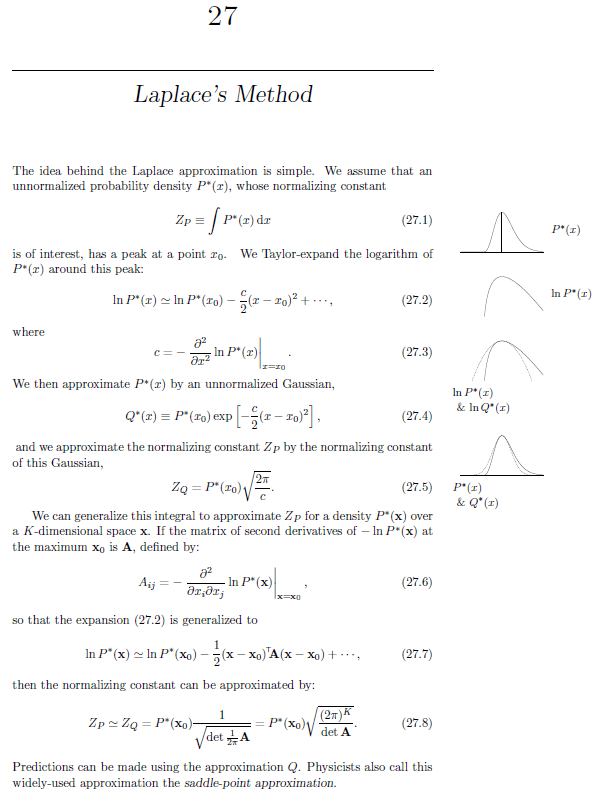 27
Laplace's Method
The idea behind the Laplace approximation is simple. We assume that an
unnormalized probability density P*(x), whose normalizing constant
Z_P ≡ ∫ P*(x) dx (27.1)
is of interest, has a peak at a point x_0. We Taylor-expand the logarithm of
P*(x) around this peak:
ln P*(x) ≃ ln P*(x_0) − c/2 (x − x_0)² + ···, (27.2)
where
c = − ∂²/∂x² ln P*(x)|_{x=x_0}. (27.3)
We then approximate P*(x) by an unnormalized Gaussian,
Q*(x) ≡ P*(x_0) exp [−c/2 (x − x_0)²], (27.4)
and we approximate the normalizing constant Z_P by the normalizing constant
of this Gaussian,
Z_Q = P*(x_0) √(2π/c). (27.5)
We can generalize this integral to approximate Z_P for a density P*(x) over
a K-dimensional space x. If the matrix of second derivatives of − ln P*(x) at
the maximum x_0 is A, defined by:
A_ij = − ∂²/∂x_i∂x_j ln P*(x)|_{x=x_0}, (27.6)
so that the expansion (27.2) is generalized to
ln P*(x) ≃ ln P*(x_0) − 1/2 (x − x_0)^T A(x − x_0) + ···, (27.7)
then the normalizing constant can be approximated by:
Z_P ≃ Z_Q = P*(x_0) 1/√(det 1/2π A) = P*(x_0) √((2π)^K/det A). (27.8)
Predictions can be made using the approximation Q. Physicists also call this
widely-used approximation the saddle-point approximation.
P*(x)
ln P*(x)
ln P*(x)
& ln Q*(x)
P*(x)
& Q*(x)